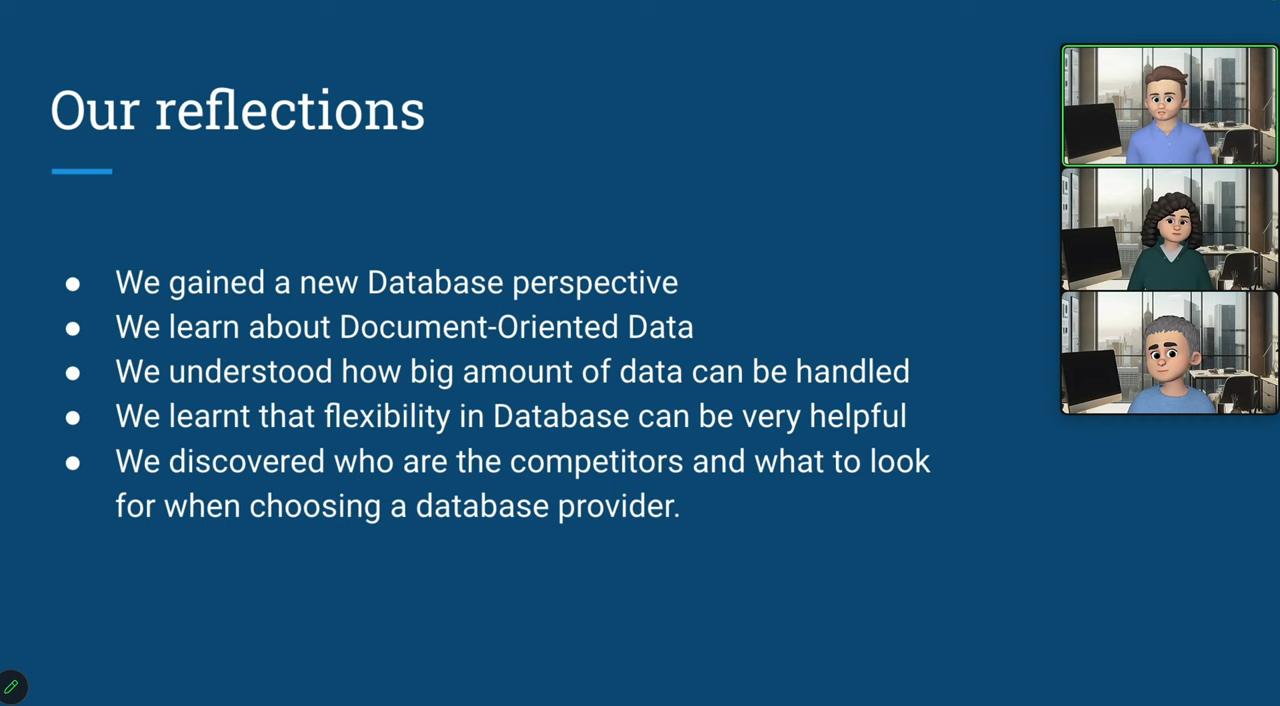 Our reflections
We gained a new Database perspective
We learn about Document-Oriented Data
We understood how big amount of data can be handled
We learnt that flexibility in Database can be very helpful
We discovered who are the competitors and what to look
for when choosing a database provider.